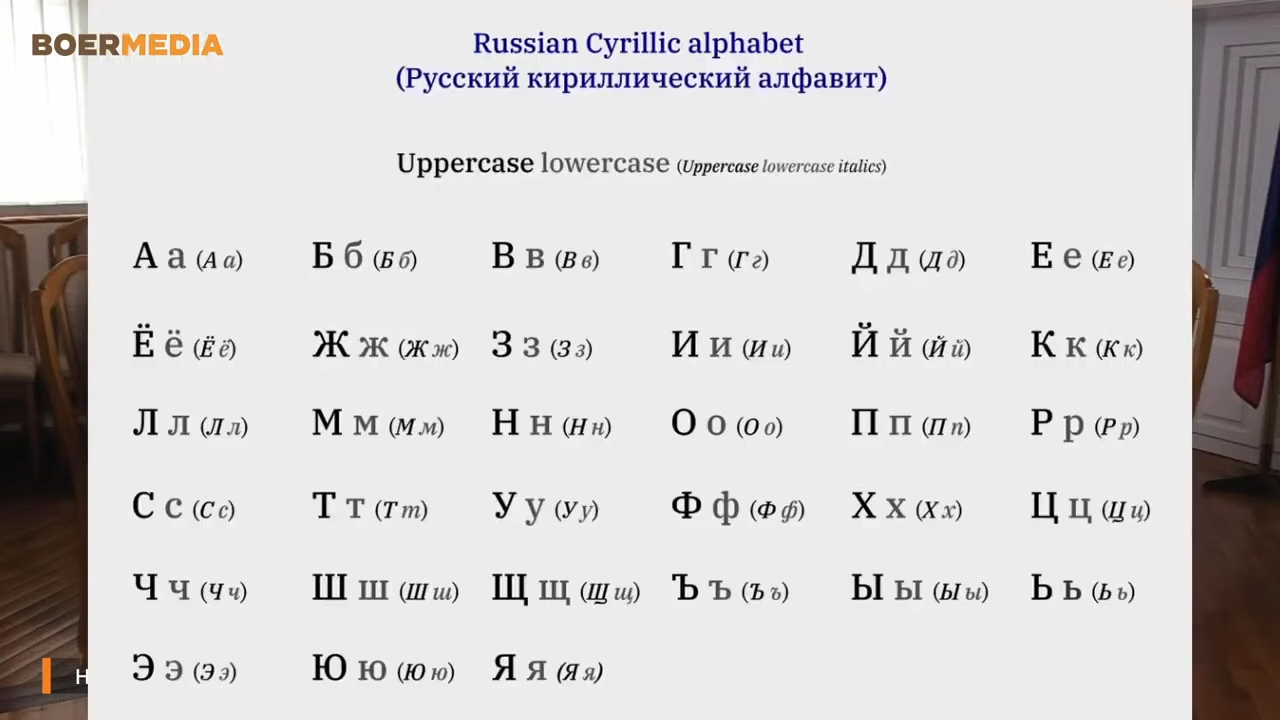 BOERMEDIA
Russian Cyrillic alphabet
(Русский кириллический алфавит)
Uppercase lowercase (Uppercase lowercase italics)
А а (А а) Б б (Б б) В в (В в) Г г (Г г) Д д (Д д) Е е (Е е)
Ё ё (Ё ё) Ж ж (Ж ж) З з (З з) И и (И и) Й й (Й й) К к (К к)
Л л (Л л) М м (М м) Н н (Н н) О о (О о) П п (П п) Р р (Р р)
С с (С с) Т т (Т т) У у (У у) Ф ф (Ф ф) Х х (Х х) Ц ц (Ц ц)
Ч ч (Ч ч) Ш ш (Ш ш) Щ щ (Щ щ) Ъ ъ (Ъ ъ) Ы ы (Ы ы) Ь ь (Ь ь)
Э э (Э э) Ю ю (Ю ю) Я я (Я я)